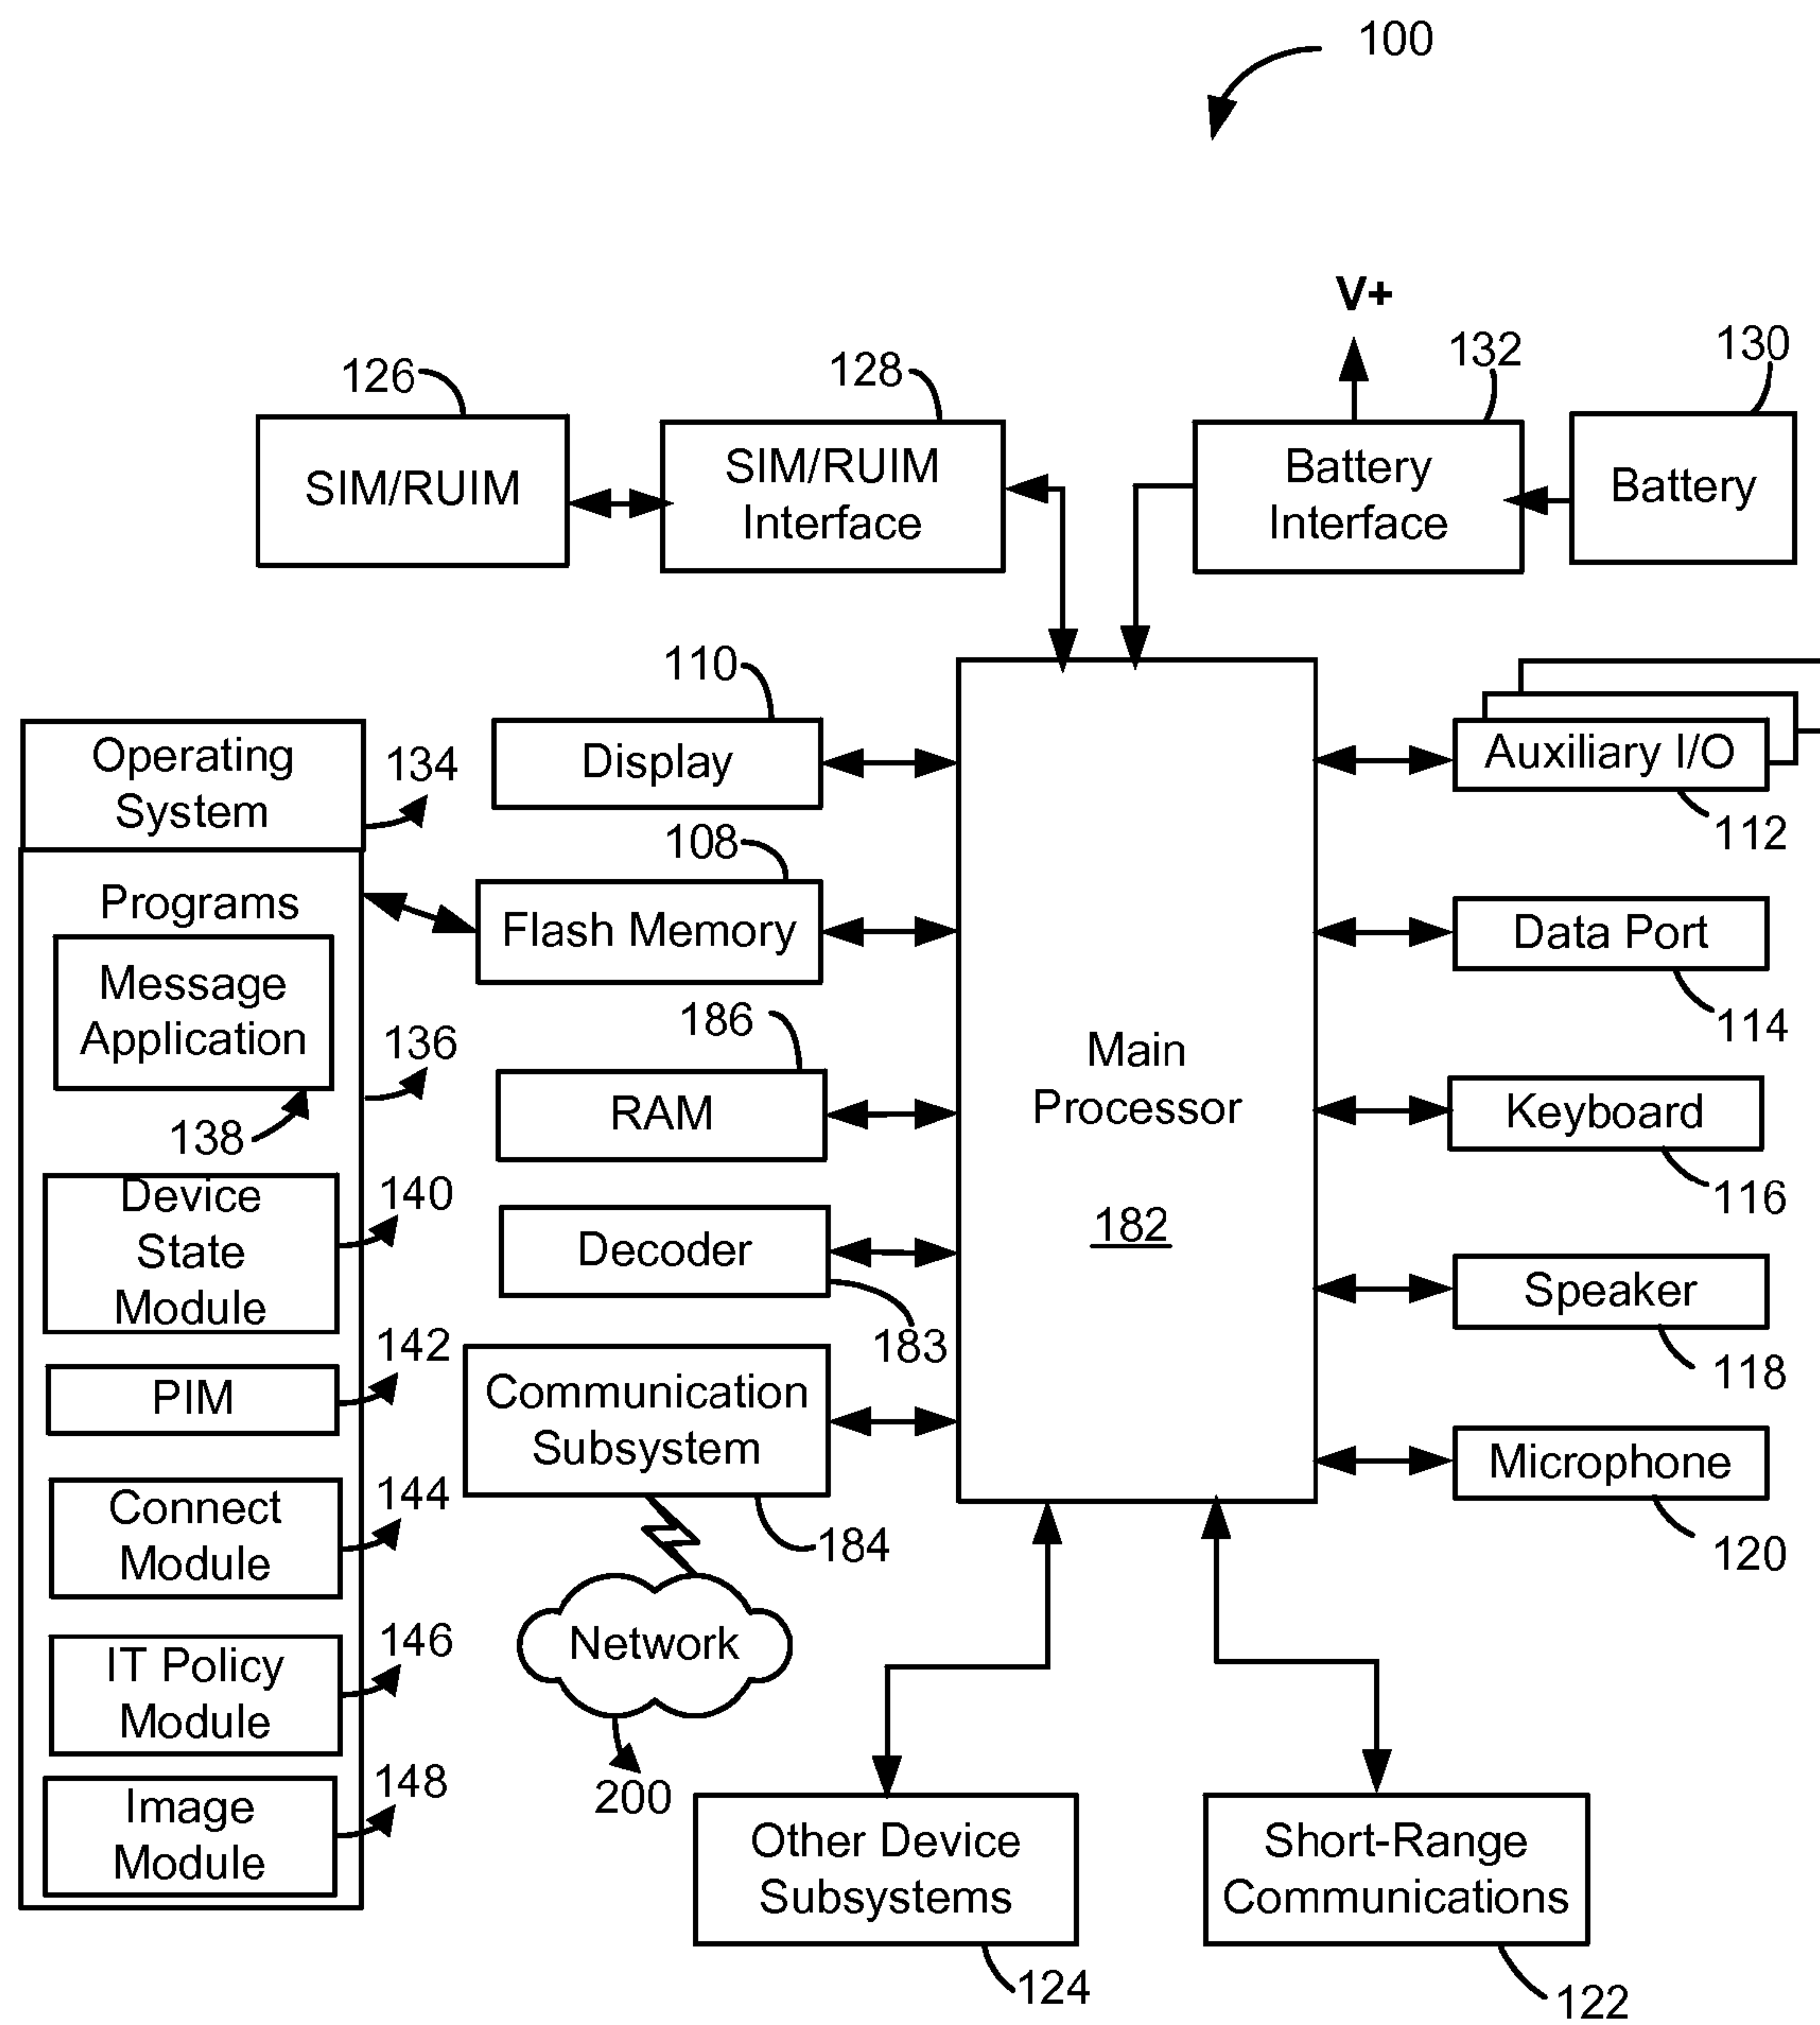 100
V+
126
128
132
130
SIM/RUIM
SIM/RUIM
Interface
Battery
Interface
Battery
110
Operating
System
134
Display
Auxiliary I/O
112
108
Programs
Flash Memory
Data Port
114
Message
Application
138
136
186
RAM
Main
Processor
182
Keyboard
116
Device
State
Module
140
Decoder
183
Speaker
118
PIM
142
Communication
Subsystem
184
Microphone
120
Connect
Module
144
Network
200
IT Policy
Module
146
Image
Module
148
Other Device
Subsystems
124
Short-Range
Communications
122